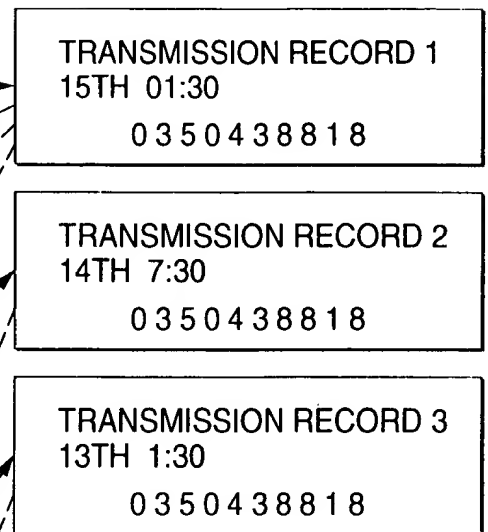 TRANSMISSION RECORD 1
15TH 01:30
0350438818
TRANSMISSION RECORD 2
14TH 7:30
0350438818
TRANSMISSION RECORD 3
13TH 1:30
0350438818